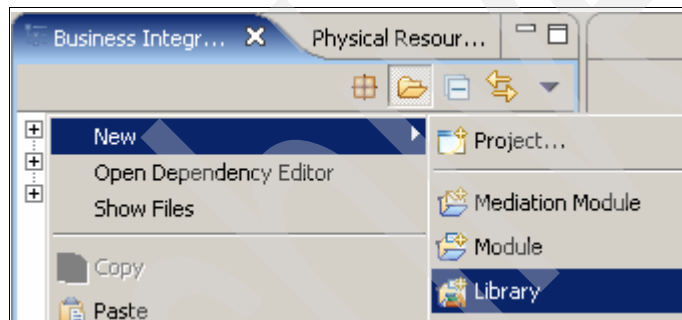 Business Integr... Physical Resour...
New
Project...
Open Dependency Editor
Show Files
Mediation Module
Module
Copy
Library
Paste